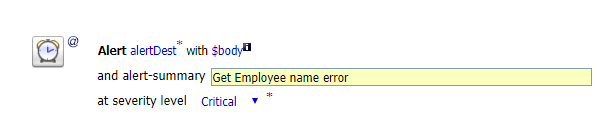 @ Alert alertDest* with $body i
and alert-summary Get Employee name error
at severity level Critical ▼ *